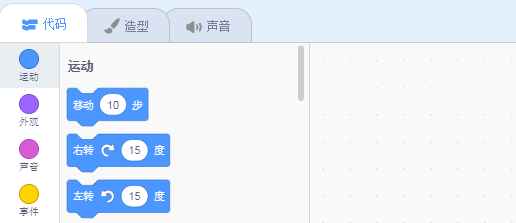 代码 造型 声音
运动
运动
移动 10 步
外观
右转 15 度
声音
左转 15 度
事件